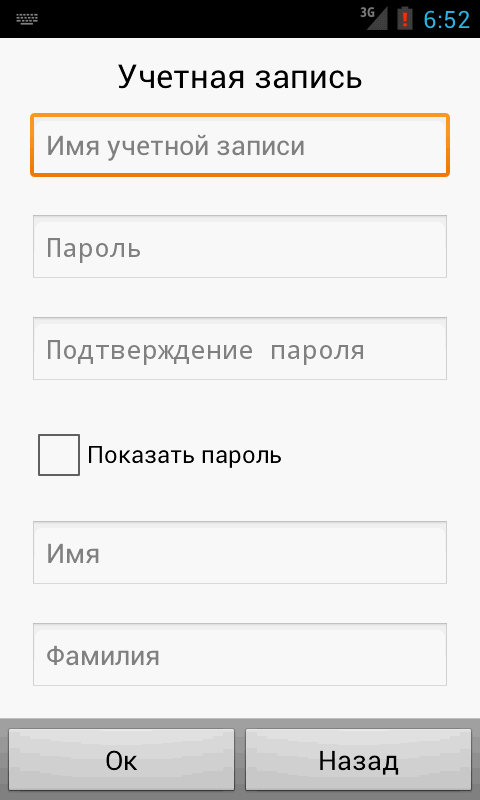 3G 6:52
Учетная запись
Имя учетной записи
Пароль
Подтверждение пароля
Показать пароль
Имя
Фамилия
Ок Назад